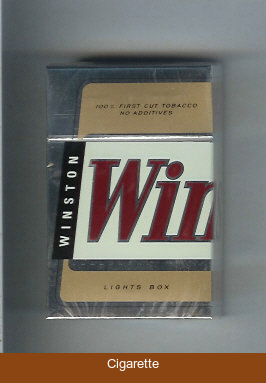 100% FIRST CUT TOBACCO
NO ADDITIVES
WINSTON
Win
LIGHTS BOX
Cigarette